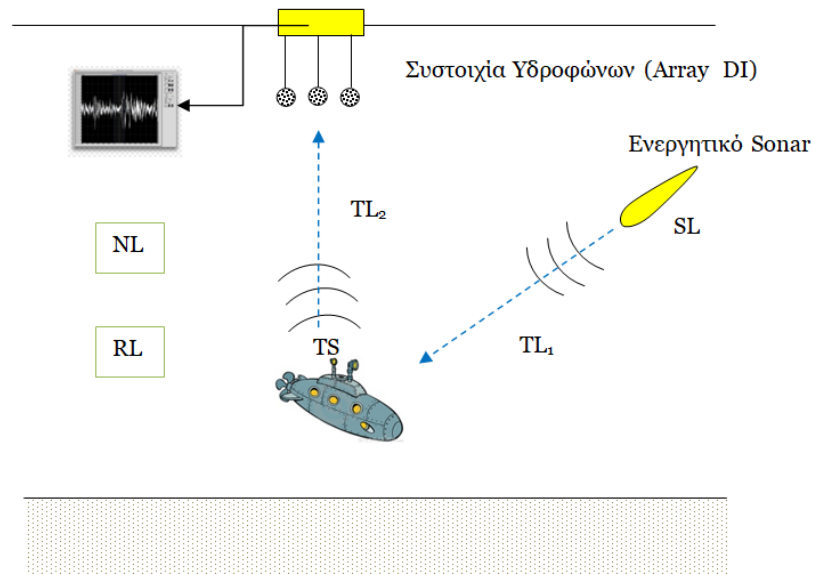 Συστοιχία Υδροφώνων (Array DI)
Ενεργητικό Sonar
SL
TL₂
NL
RL
TS
TL₁